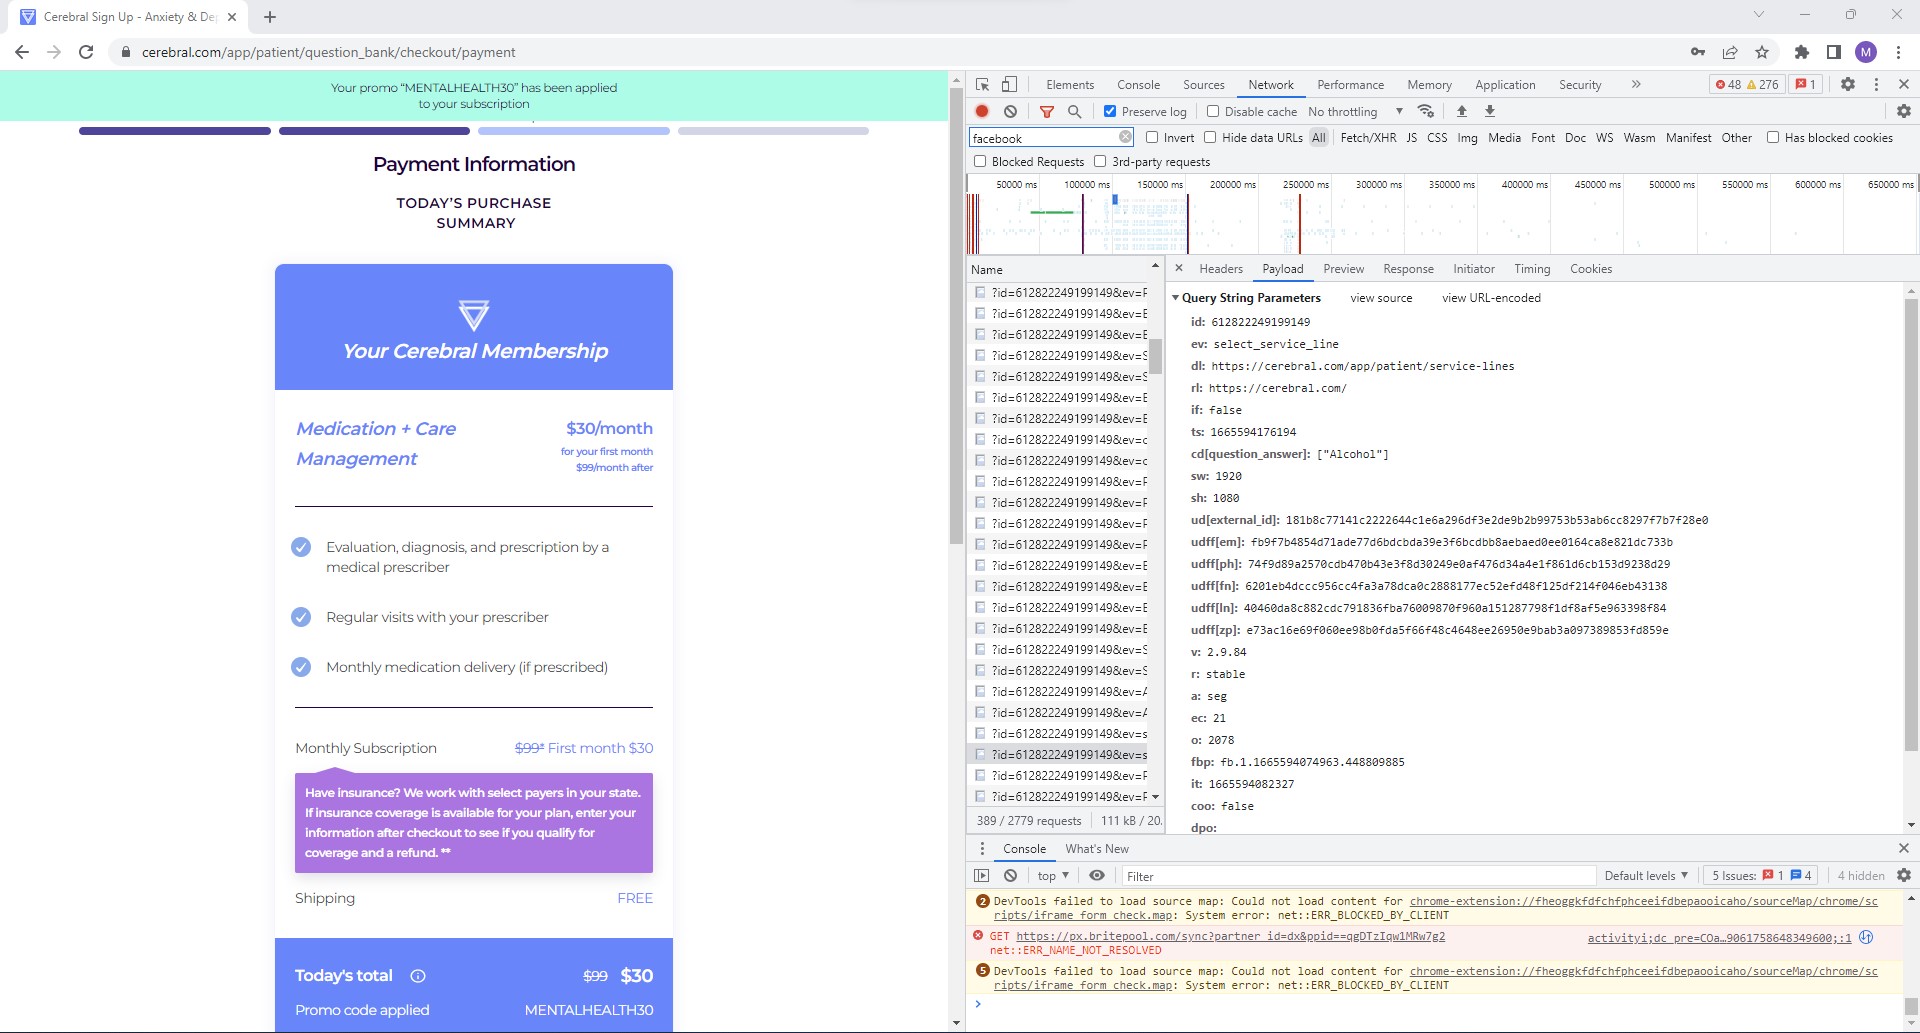 Cerebral Sign Up - Anxiety & De
cerebral.com/app/patient/question_bank/checkout/payment
M
Your promo “MENTALHEALTH30” has been applied
to your subscription
Payment Information
TODAY’S PURCHASE
SUMMARY
Your Cerebral Membership
Medication + Care
Management
$30/month
for your first month
$99/month after
Evaluation, diagnosis, and prescription by a
medical prescriber
Regular visits with your prescriber
Monthly medication delivery (if prescribed)
Monthly Subscription $99* First month $30
Have insurance? We work with select payers in your state.
If insurance coverage is available for your plan, enter your
information after checkout to see if you qualify for
coverage and a refund. **
Shipping FREE
Today's total $99 $30
Promo code applied MENTALHEALTH30
Elements Console Sources Network Performance Memory Application Security 48 276 1
Preserve log Disable cache No throttling
facebook Invert Hide data URLs All Fetch/XHR JS CSS Img Media Font Doc WS Wasm Manifest Other Has blocked cookies
Blocked Requests 3rd-party requests
50000 ms 100000 ms 150000 ms 200000 ms 250000 ms 300000 ms 350000 ms 400000 ms 450000 ms 500000 ms 550000 ms 600000 ms 650000 ms
Name
?id=612822249199149&ev=F
?id=612822249199149&ev=E
?id=612822249199149&ev=E
?id=612822249199149&ev=S
?id=612822249199149&ev=S
?id=612822249199149&ev=E
?id=612822249199149&ev=E
?id=612822249199149&ev=c
?id=612822249199149&ev=c
?id=612822249199149&ev=F
?id=612822249199149&ev=F
?id=612822249199149&ev=F
?id=612822249199149&ev=F
?id=612822249199149&ev=E
?id=612822249199149&ev=E
?id=612822249199149&ev=E
?id=612822249199149&ev=E
?id=612822249199149&ev=S
?id=612822249199149&ev=S
?id=612822249199149&ev=A
?id=612822249199149&ev=A
?id=612822249199149&ev=s
?id=612822249199149&ev=s
?id=612822249199149&ev=F
?id=612822249199149&ev=F
389 / 2779 requests 111 kB / 20.
Headers Payload Preview Response Initiator Timing Cookies
Query String Parameters view source view URL-encoded
id: 612822249199149
ev: select_service_line
dl: https://cerebral.com/app/patient/service-lines
rl: https://cerebral.com/
if: false
ts: 1665594176194
cd[question_answer]: ["Alcohol"]
sw: 1920
sh: 1080
ud[external_id]: 181b8c77141c2222644c1e6a296df3e2de9b2b99753b53ab6cc8297f7b7f28e0
udff[em]: fb9f7b4854d71ade77d6bdcbda39e3f6bcdbb8aebaed0ee0164ca8e821dc733b
udff[ph]: 74f9d89a2570cdb470b43e3f8d30249e0af476d34a4e1f861d6cb153d9238d29
udff[fn]: 6201eb4dccc956cc4fa3a78dca0c2888177ec52efd48f125df214f046eb43138
udff[ln]: 40460da8c882cdc791836fba76009870f960a151287798f1df8af5e963398f84
udff[zp]: e73ac16e69f060ee98b0fda5f66f48c4648ee26950e9bab3a097389853fd859e
v: 2.9.84
r: stable
a: seg
ec: 21
o: 2078
fbp: fb.1.1665594074963.448809885
it: 1665594082327
coo: false
dpo:
Console What's New
top Filter Default levels 5 Issues: 1 4 4 hidden
2 DevTools failed to load source map: Could not load content for chrome-extension://fheoggkfdfchfphceeifdbepaooicaho/sourceMap/chrome/sc
ripts/iframe_form_check.map: System error: net::ERR_BLOCKED_BY_CLIENT
GET https://px.britepool.com/sync?partner_id=dx&ppid==qgDTzIqw1MRw7g2 activityi;dc_pre=COa…9061758648349600;:1
net::ERR_NAME_NOT_RESOLVED
5 DevTools failed to load source map: Could not load content for chrome-extension://fheoggkfdfchfphceeifdbepaooicaho/sourceMap/chrome/sc
ripts/iframe_form_check.map: System error: net::ERR_BLOCKED_BY_CLIENT